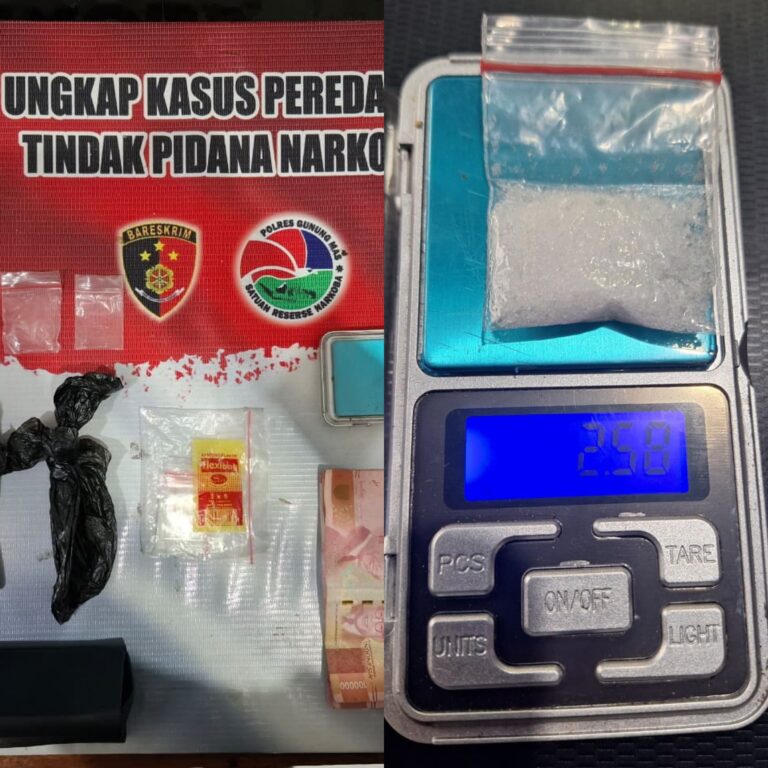 UNGKAP KASUS PEREDA
TINDAK PIDANA NARKO
BARESKRIM
POLRES GUNUNG MAS
SATUAN RESERSE NARKOBA
100000
2.58
PCS
TARE
ON/OFF
UNITS
LIGHT